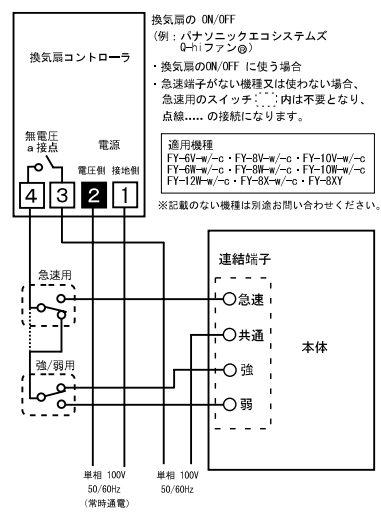 換気扇の ON/OFF
(例：パナソニックエコシステムズ
Q-hiファン@)
・換気扇のON/OFF に使う場合
・急速端子がない機種又は使わない場合、
急速用のスイッチ 内は不要となり、
点線..... の接続になります。
適用機種
FY-6V-w/-c・FY-8V-w/-c・FY-10V-w/-c
FY-6W-w/-c・FY-8W-w/-c・FY-10W-w/-c
FY-12W-w/-c・FY-8X-w/-c・FY-8XY
※記載のない機種は別途お問い合わせください。
換気扇コントローラ
無電圧
a 接点
電源
電圧側 接地側
4 3 2 1
急速用
強/弱用
連結端子
急速
共通
強
弱
本体
単相 100V
50/60Hz
(常時通電)
単相 100V
50/60Hz